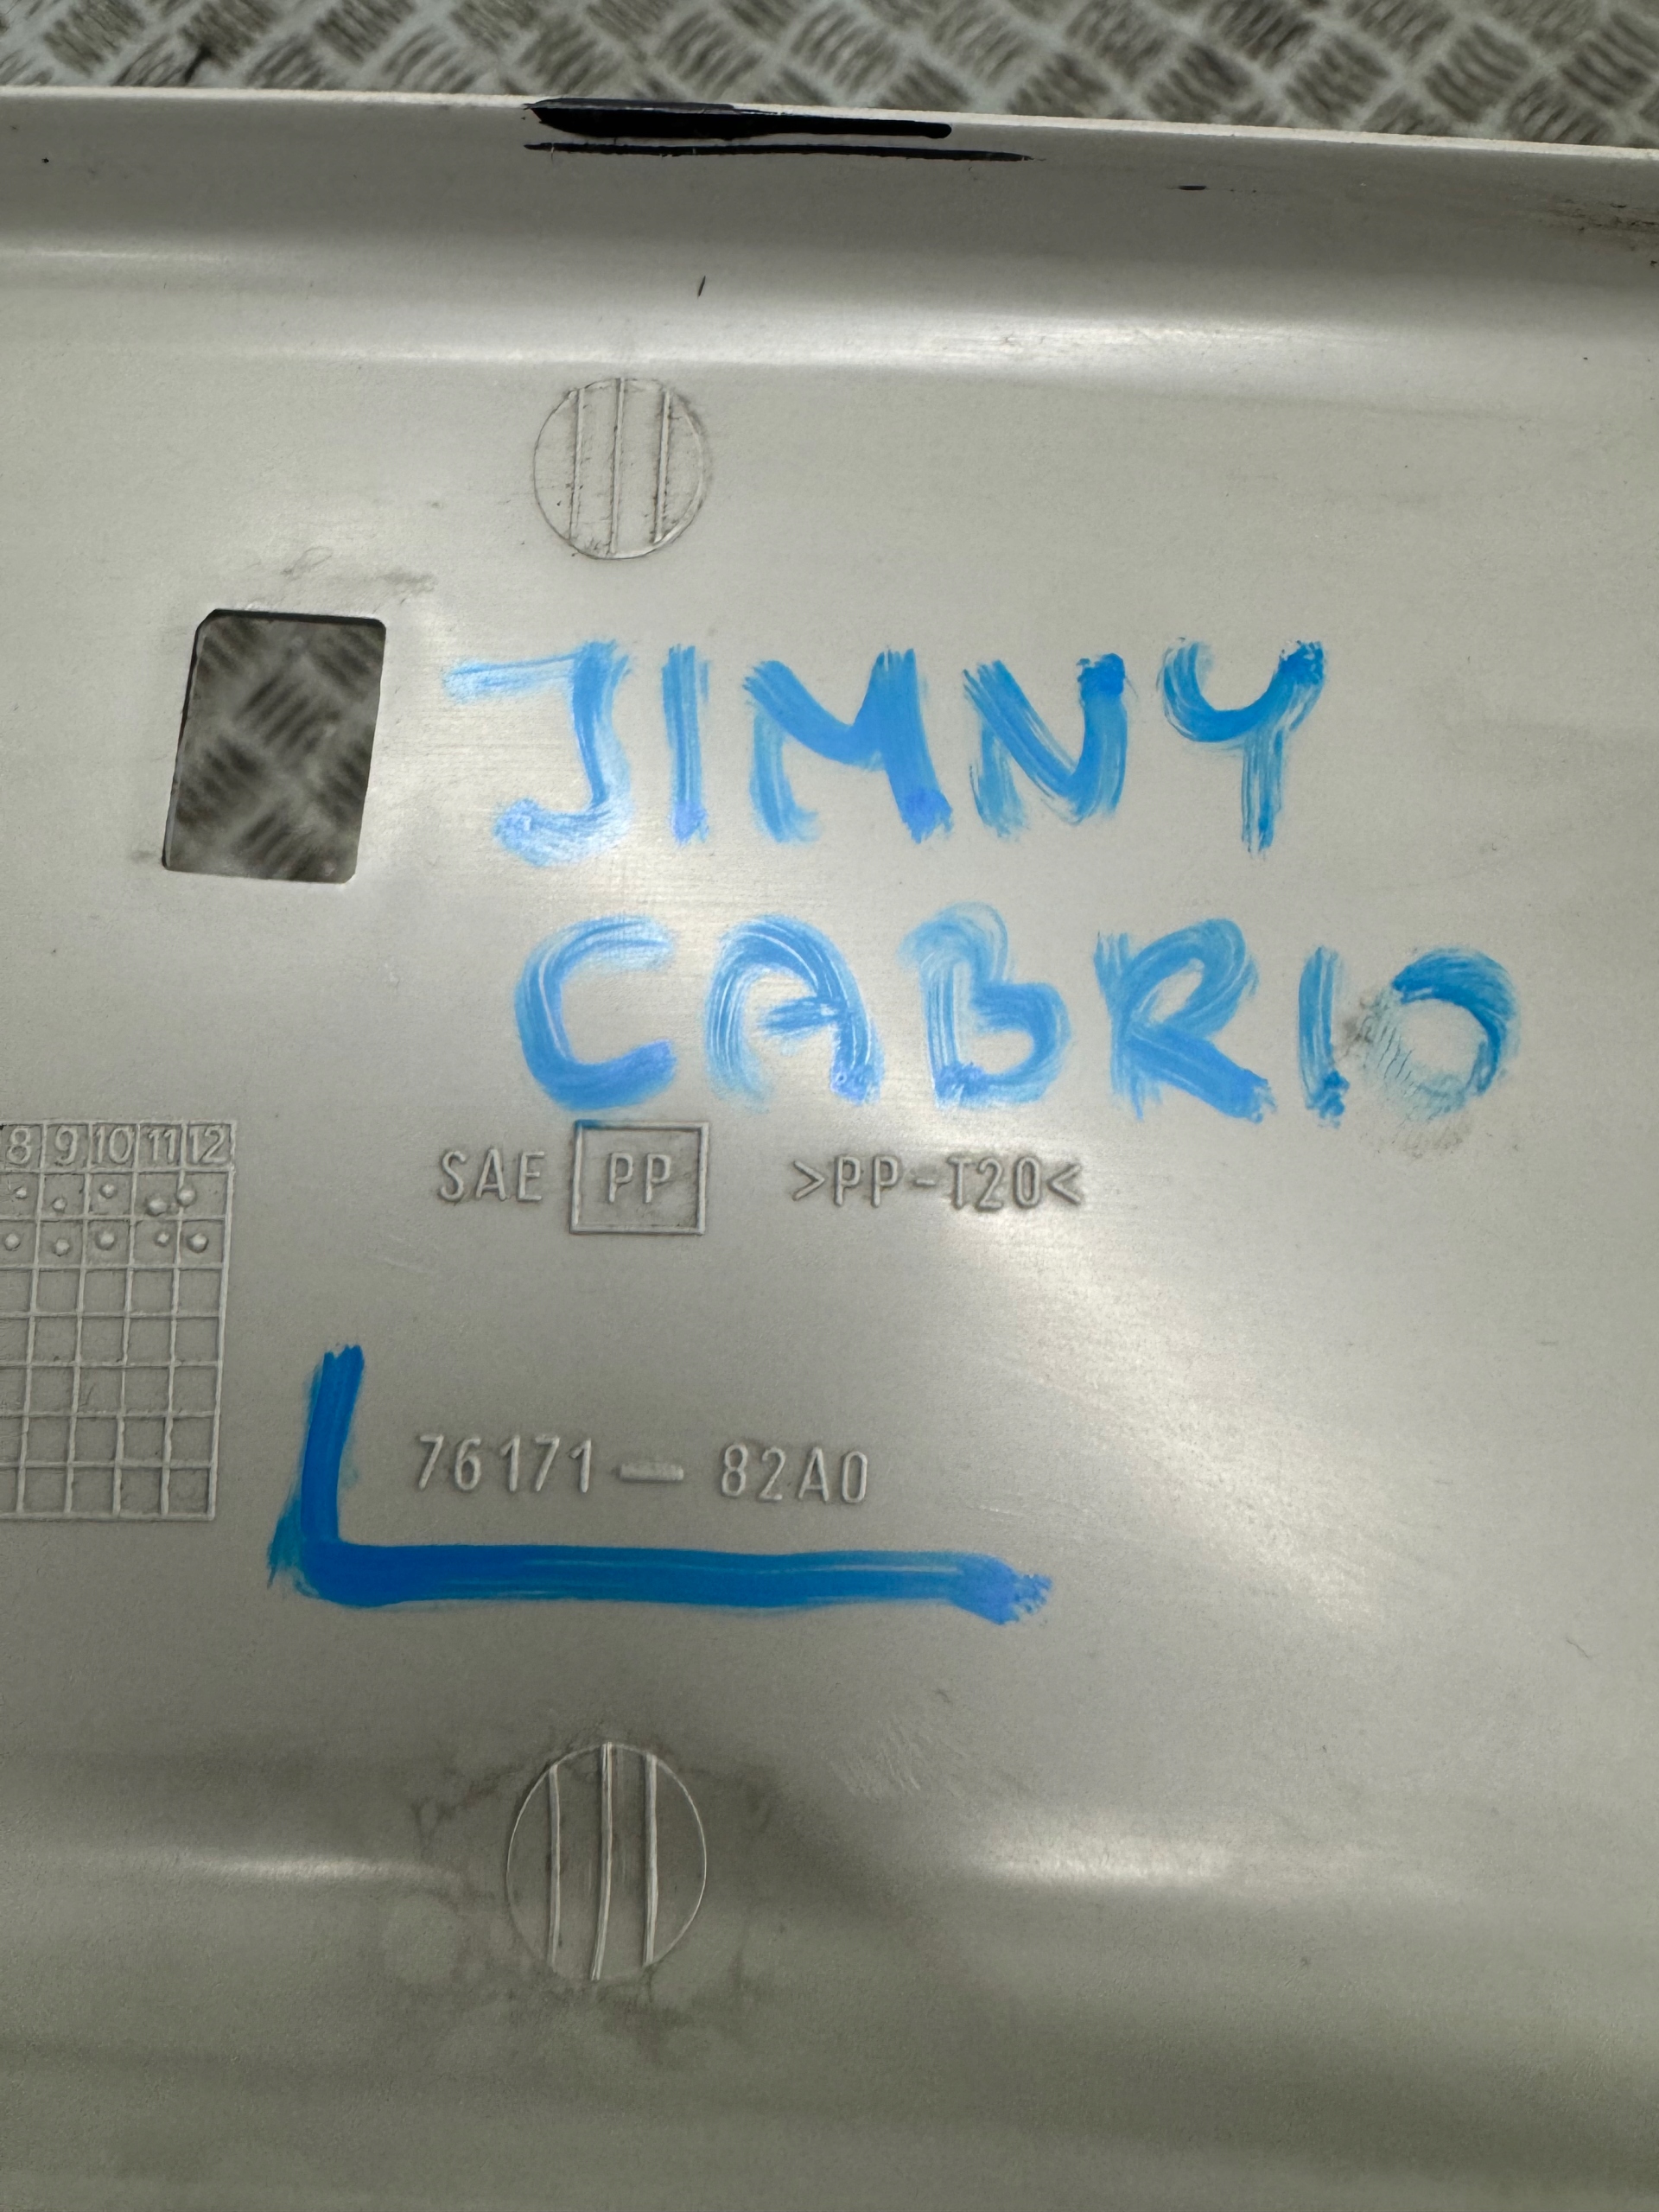 JIMNY
CABRIO
8 9 10 11 12
SAE PP >PP-T20<
76171-82A0